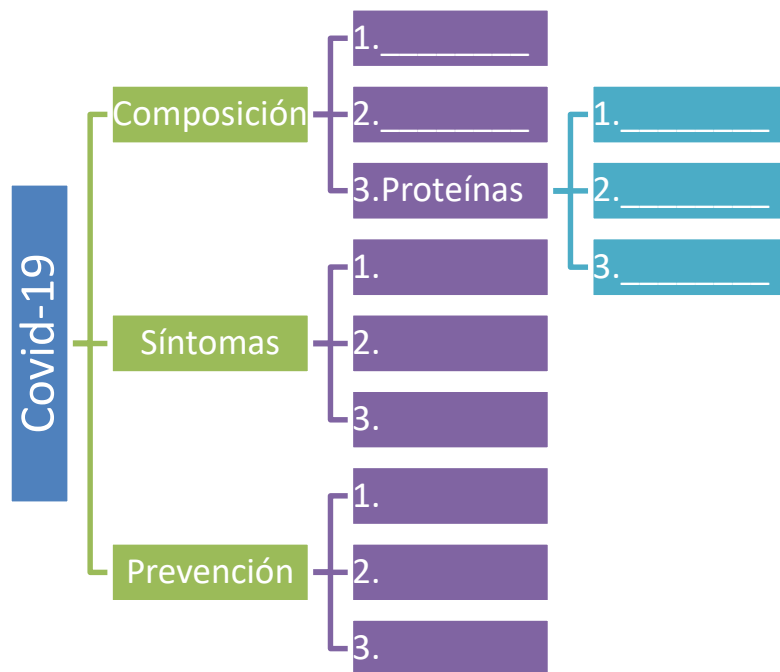 Covid-19
Composición
1.________
2.________
3.Proteínas
1.________
2.________
3.________
Síntomas
1.
2.
3.
Prevención
1.
2.
3.